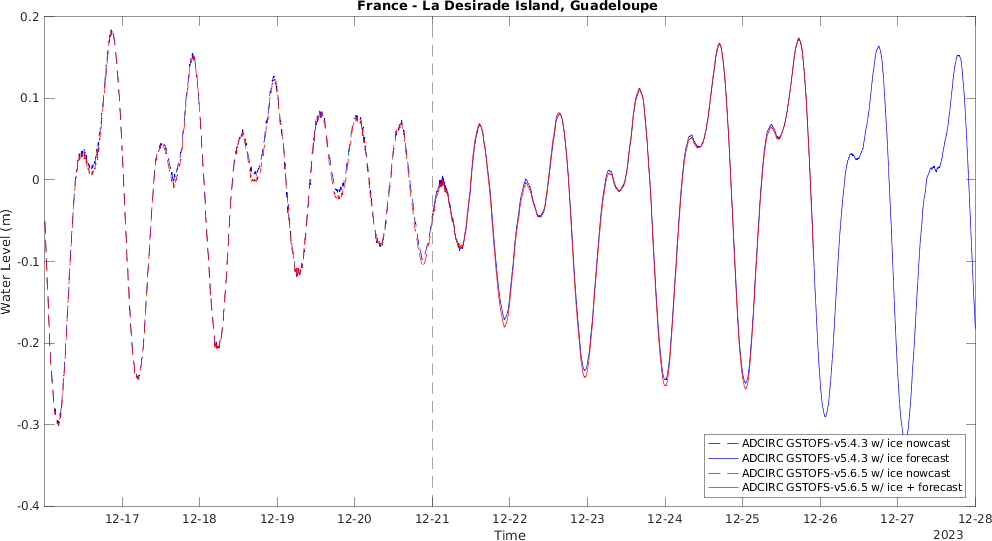 France - La Desirade Island, Guadeloupe
Water Level (m)
0.2
0.1
0
-0.1
-0.2
-0.3
-0.4
12-17
12-18
12-19
12-20
12-21
12-22
12-23
12-24
12-25
12-26
12-27
12-28
Time
2023
ADCIRC GSTOFS-v5.4.3 w/ ice nowcast
ADCIRC GSTOFS-v5.4.3 w/ ice forecast
ADCIRC GSTOFS-v5.6.5 w/ ice nowcast
ADCIRC GSTOFS-v5.6.5 w/ ice + forecast